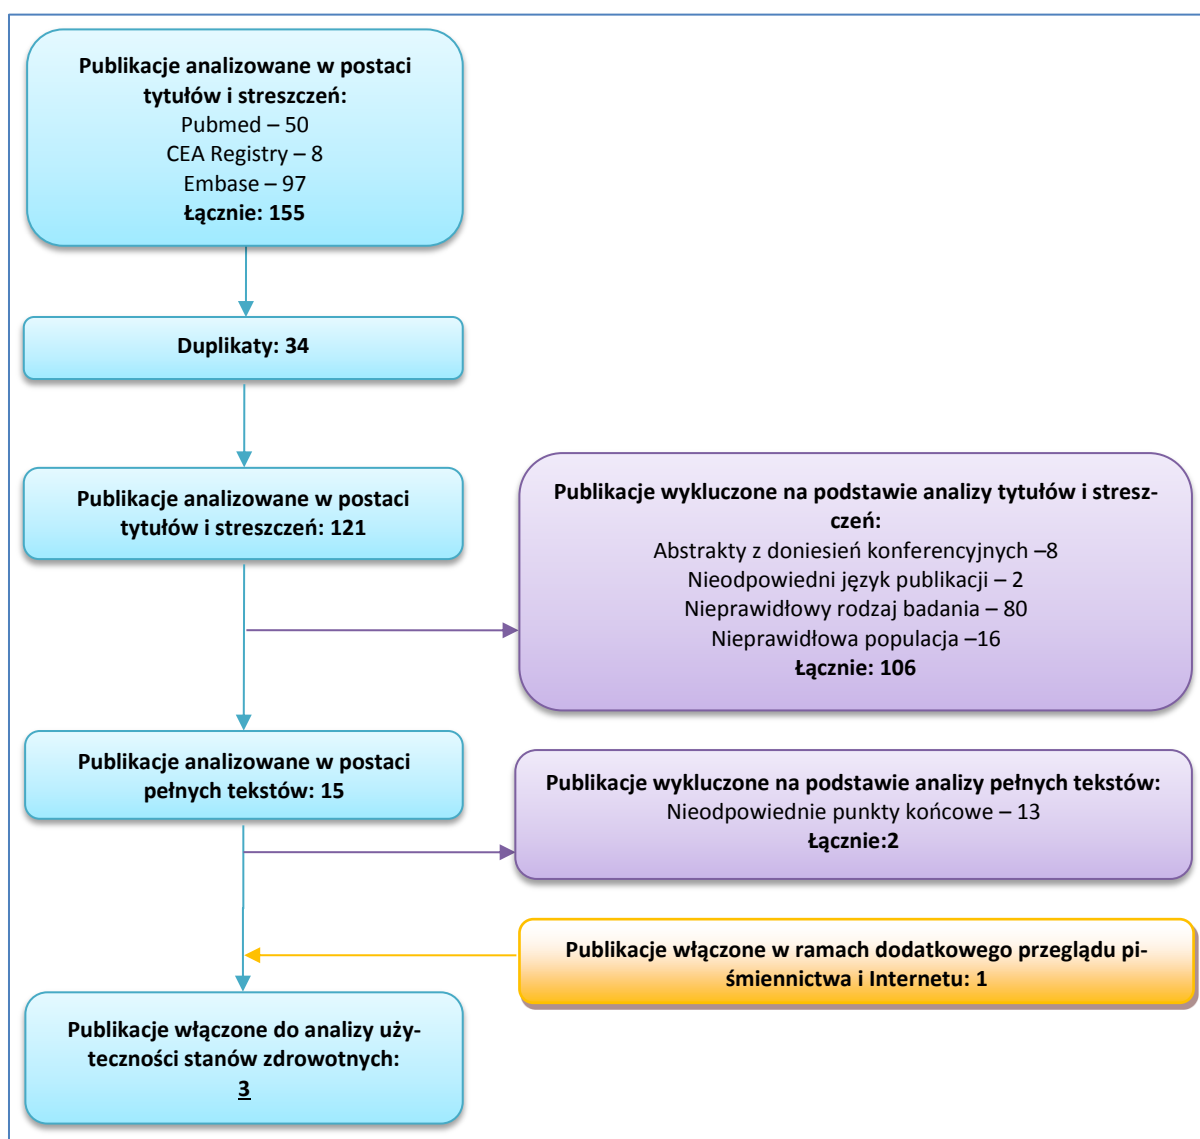 Publikacje analizowane w postaci
tytułów i streszczeń:
Pubmed – 50
CEA Registry – 8
Embase – 97
Łącznie: 155
Duplikaty: 34
Publikacje analizowane w postaci
tytułów i streszczeń: 121
Publikacje wykluczone na podstawie analizy tytułów i stresz-
czeń:
Abstrakty z doniesień konferencyjnych –8
Nieodpowiedni język publikacji – 2
Nieprawidłowy rodzaj badania – 80
Nieprawidłowa populacja –16
Łącznie: 106
Publikacje analizowane w postaci
pełnych tekstów: 15
Publikacje wykluczone na podstawie analizy pełnych tekstów:
Nieodpowiednie punkty końcowe – 13
Łącznie:2
Publikacje włączone w ramach dodatkowego przeglądu pi-
śmiennictwa i Internetu: 1
Publikacje włączone do analizy uży-
teczności stanów zdrowotnych:
3